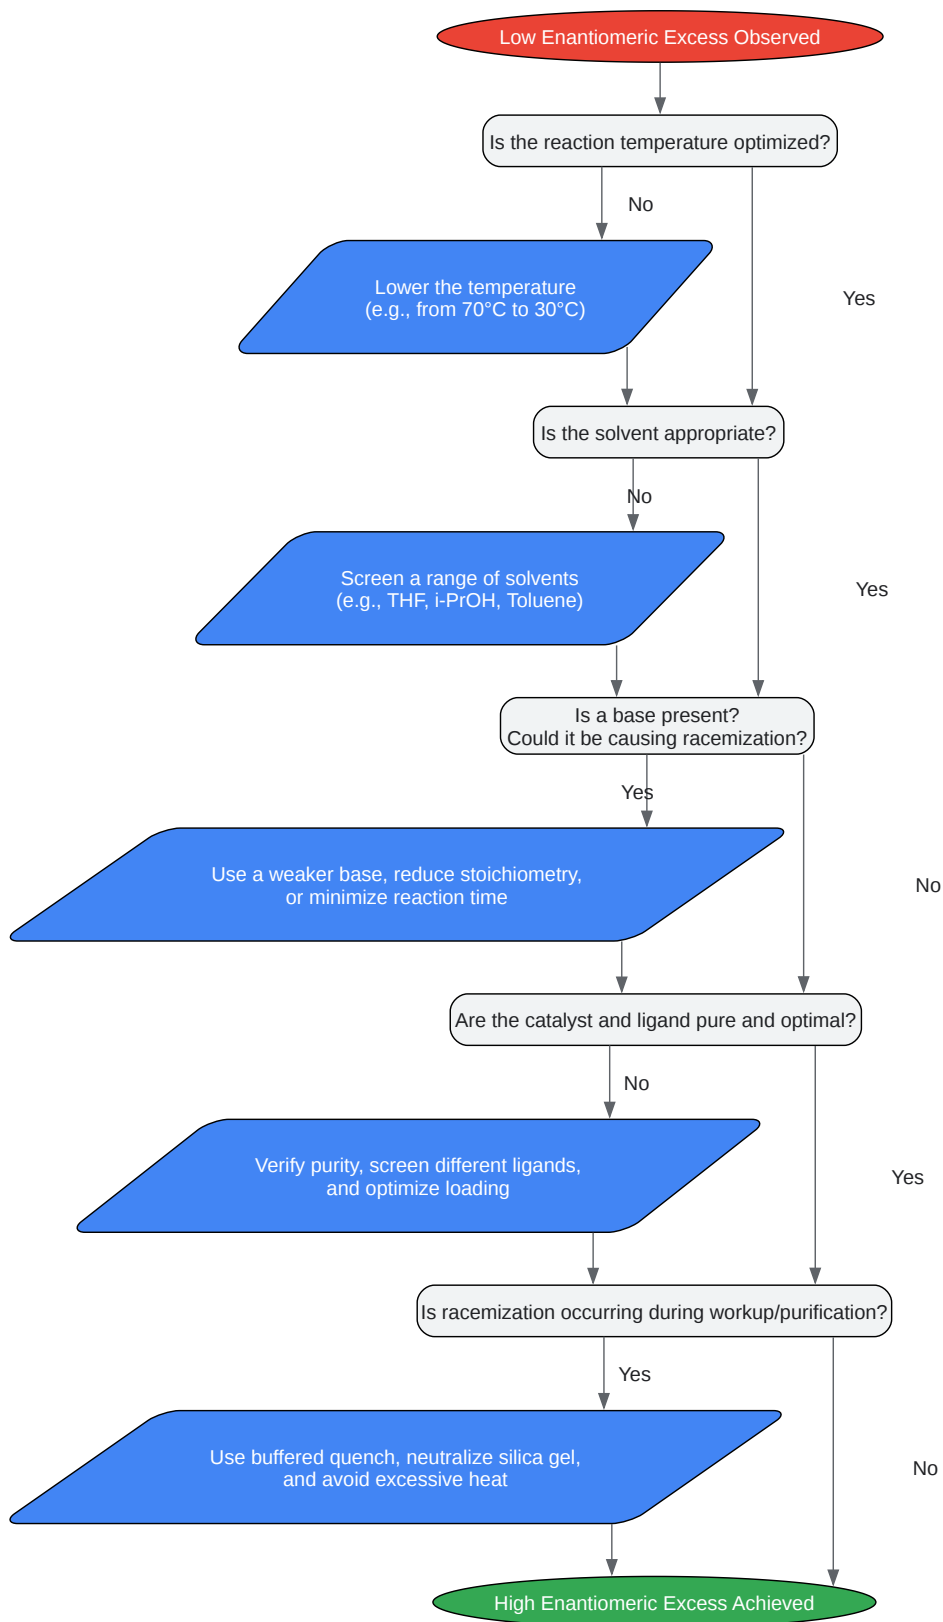 Low Enantiomeric Excess Observed
Is the reaction temperature optimized?
No
Lower the temperature
(e.g., from 70°C to 30°C)
Yes
Is the solvent appropriate?
No
Screen a range of solvents
(e.g., THF, i-PrOH, Toluene)
Yes
Is a base present?
Could it be causing racemization?
Yes
Use a weaker base, reduce stoichiometry,
or minimize reaction time
No
Are the catalyst and ligand pure and optimal?
No
Verify purity, screen different ligands,
and optimize loading
Yes
Is racemization occurring during workup/purification?
Yes
Use buffered quench, neutralize silica gel,
and avoid excessive heat
No
High Enantiomeric Excess Achieved